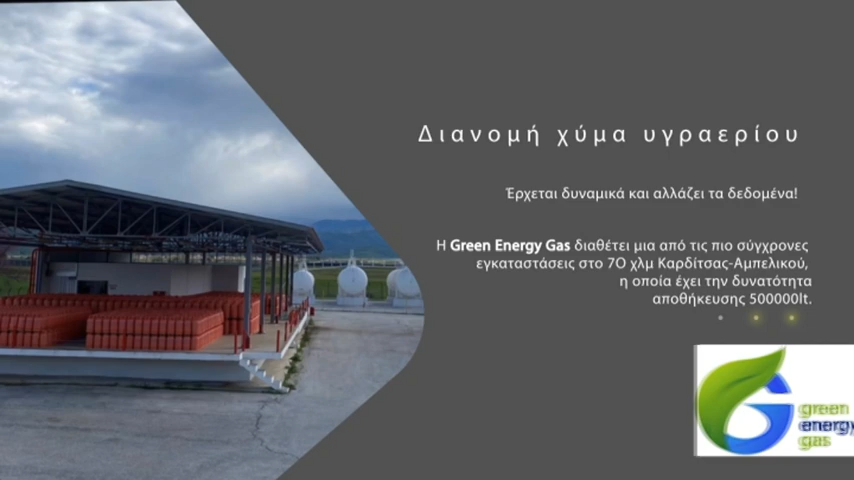 Διανομή χύμα υγραερίου
Έρχεται δυναμικά και αλλάζει τα δεδομένα!
Η Green Energy Gas διαθέτει μια από τις πιο σύγχρονες
εγκαταστάσεις στο 7Ο χλμ Καρδίτσας-Αμπελικού,
η οποία έχει την δυνατότητα
αποθήκευσης 500000lt.
green
energy
gas